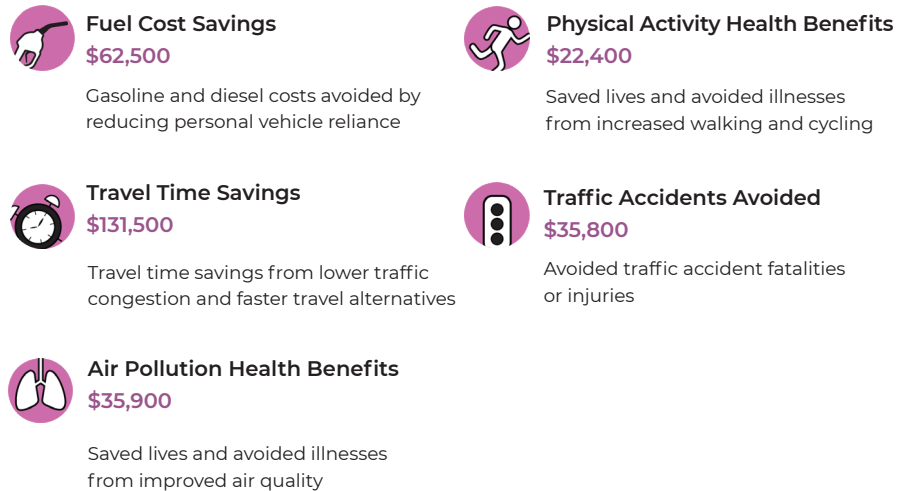 Fuel Cost Savings
$62,500
Gasoline and diesel costs avoided by
reducing personal vehicle reliance
Physical Activity Health Benefits
$22,400
Saved lives and avoided illnesses
from increased walking and cycling
Travel Time Savings
$131,500
Travel time savings from lower traffic
congestion and faster travel alternatives
Traffic Accidents Avoided
$35,800
Avoided traffic accident fatalities
or injuries
Air Pollution Health Benefits
$35,900
Saved lives and avoided illnesses
from improved air quality